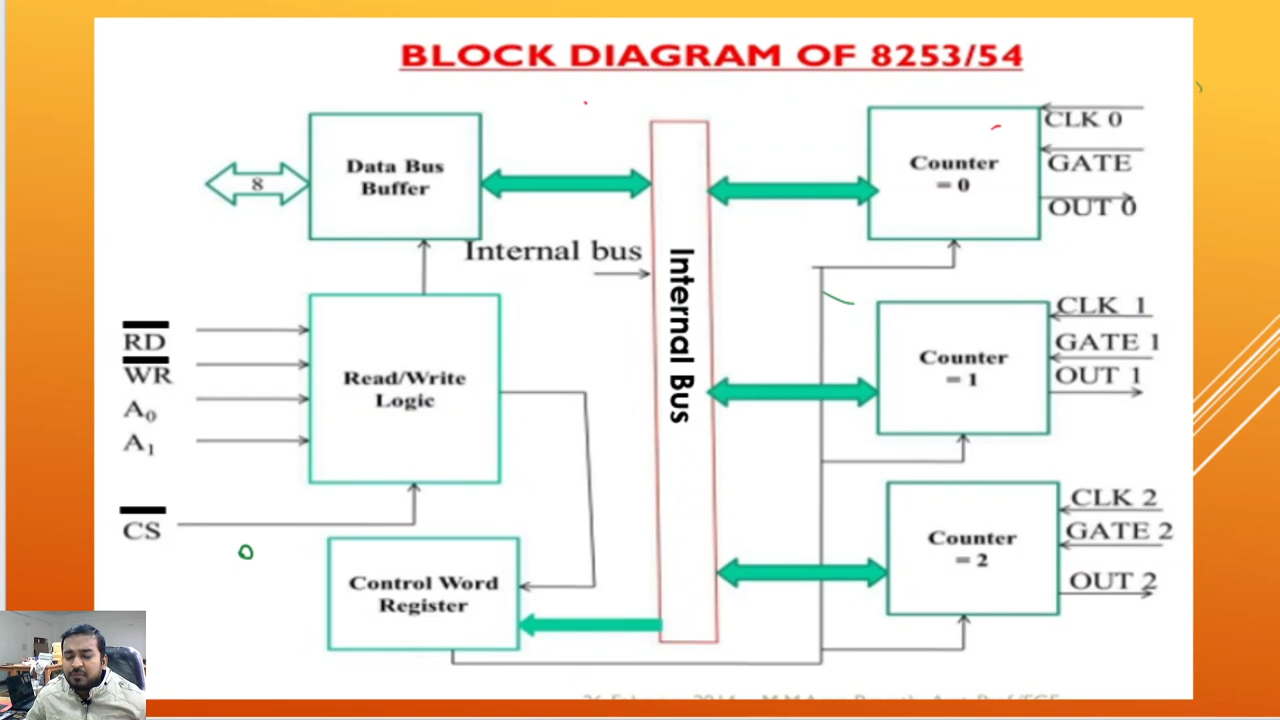 BLOCK DIAGRAM OF 8253/54
8
Data Bus
Buffer
Internal bus
Internal Bus
RD
WR
A0
A1
CS
Read/Write
Logic
Control Word
Register
Counter
= 0
CLK 0
GATE
OUT 0
Counter
= 1
CLK 1
GATE 1
OUT 1
Counter
= 2
CLK 2
GATE 2
OUT 2